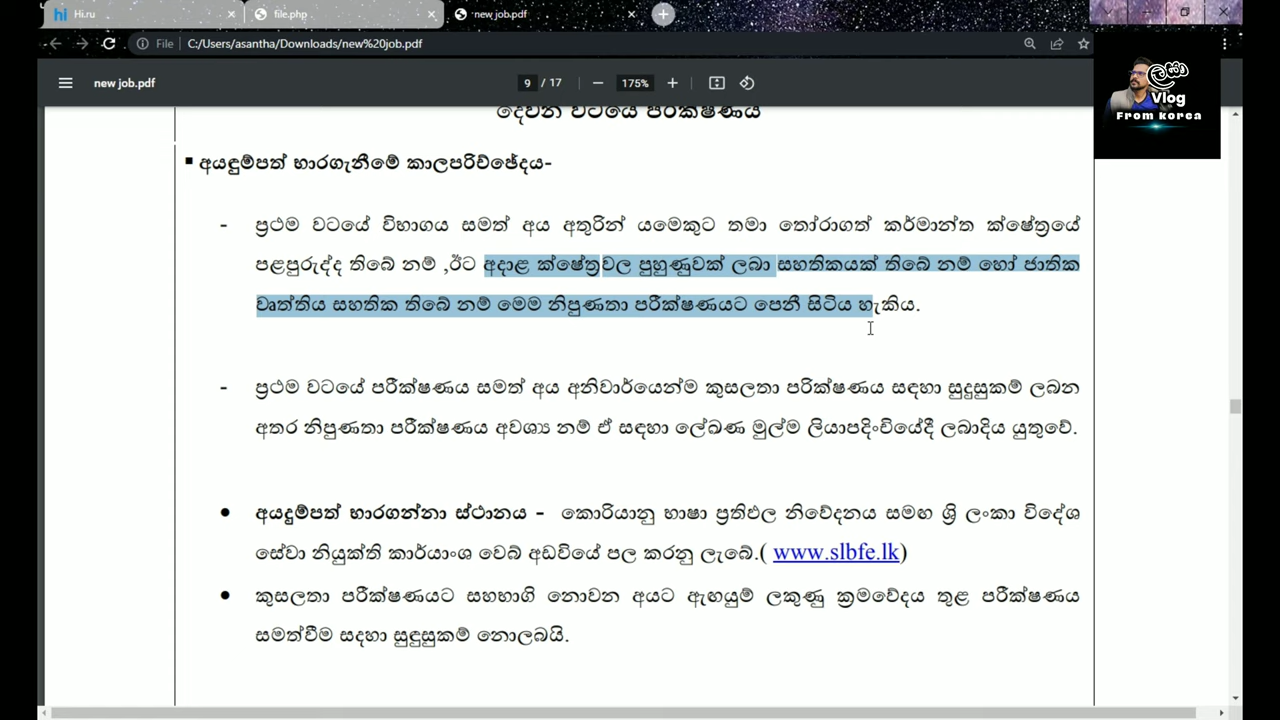 Hi.ru
file.php
new job.pdf
File
C:/Users/asantha/Downloads/new%20job.pdf
new job.pdf
9 / 17
175%
ලසා
Vlog
From korea
දෙවන වටයේ පරීක්ෂණය
අයඳුම්පත් භාරගැනීමේ කාලපරිච්ඡේදය-
- ප්‍රථම වටයේ විභාගය සමත් අය අතුරින් යමෙකුට තමා තෝරාගත් කර්මාන්ත ක්ෂේත්‍රයේ
පළපුරුද්ද තිබේ නම් ,ඊට අදාළ ක්ෂේත්‍රවල පුහුණුවක් ලබා සහතිකයක් තිබේ නම් හෝ ජාතික
වෘත්තිය සහතික තිබේ නම් මෙම නිපුණතා පරීක්ෂණයට පෙනී සිටිය හැකිය.
- ප්‍රථම වටයේ පරීක්ෂණය සමත් අය අනිවාර්යෙන්ම කුසලතා පරික්ෂණය සඳහා සුදුසුකම් ලබන
අතර නිපුණතා පරීක්ෂණය අවශ්‍ය නම් ඒ සඳහා ලේඛණ මුල්ම ලියාපදිංචියේදී ලබාදිය යුතුවේ.
• අයදුම්පත් භාරගන්නා ස්ථානය - කොරියානු භාෂා ප්‍රතිඵල නිවේදනය සමඟ ශ්‍රි ලංකා විදේශ
සේවා නියුක්ති කාර්යාංශ වෙබ් අඩවියේ පල කරනු ලැබේ.( www.slbfe.lk)
• කුසලතා පරීක්ෂණයට සහභාගි නොවන අයට ඇඟයුම් ලකුණු ක්‍රමවේදය තුළ පරීක්ෂණය
සමත්වීම සදහා සුඳුසුකම් නොලබයි.